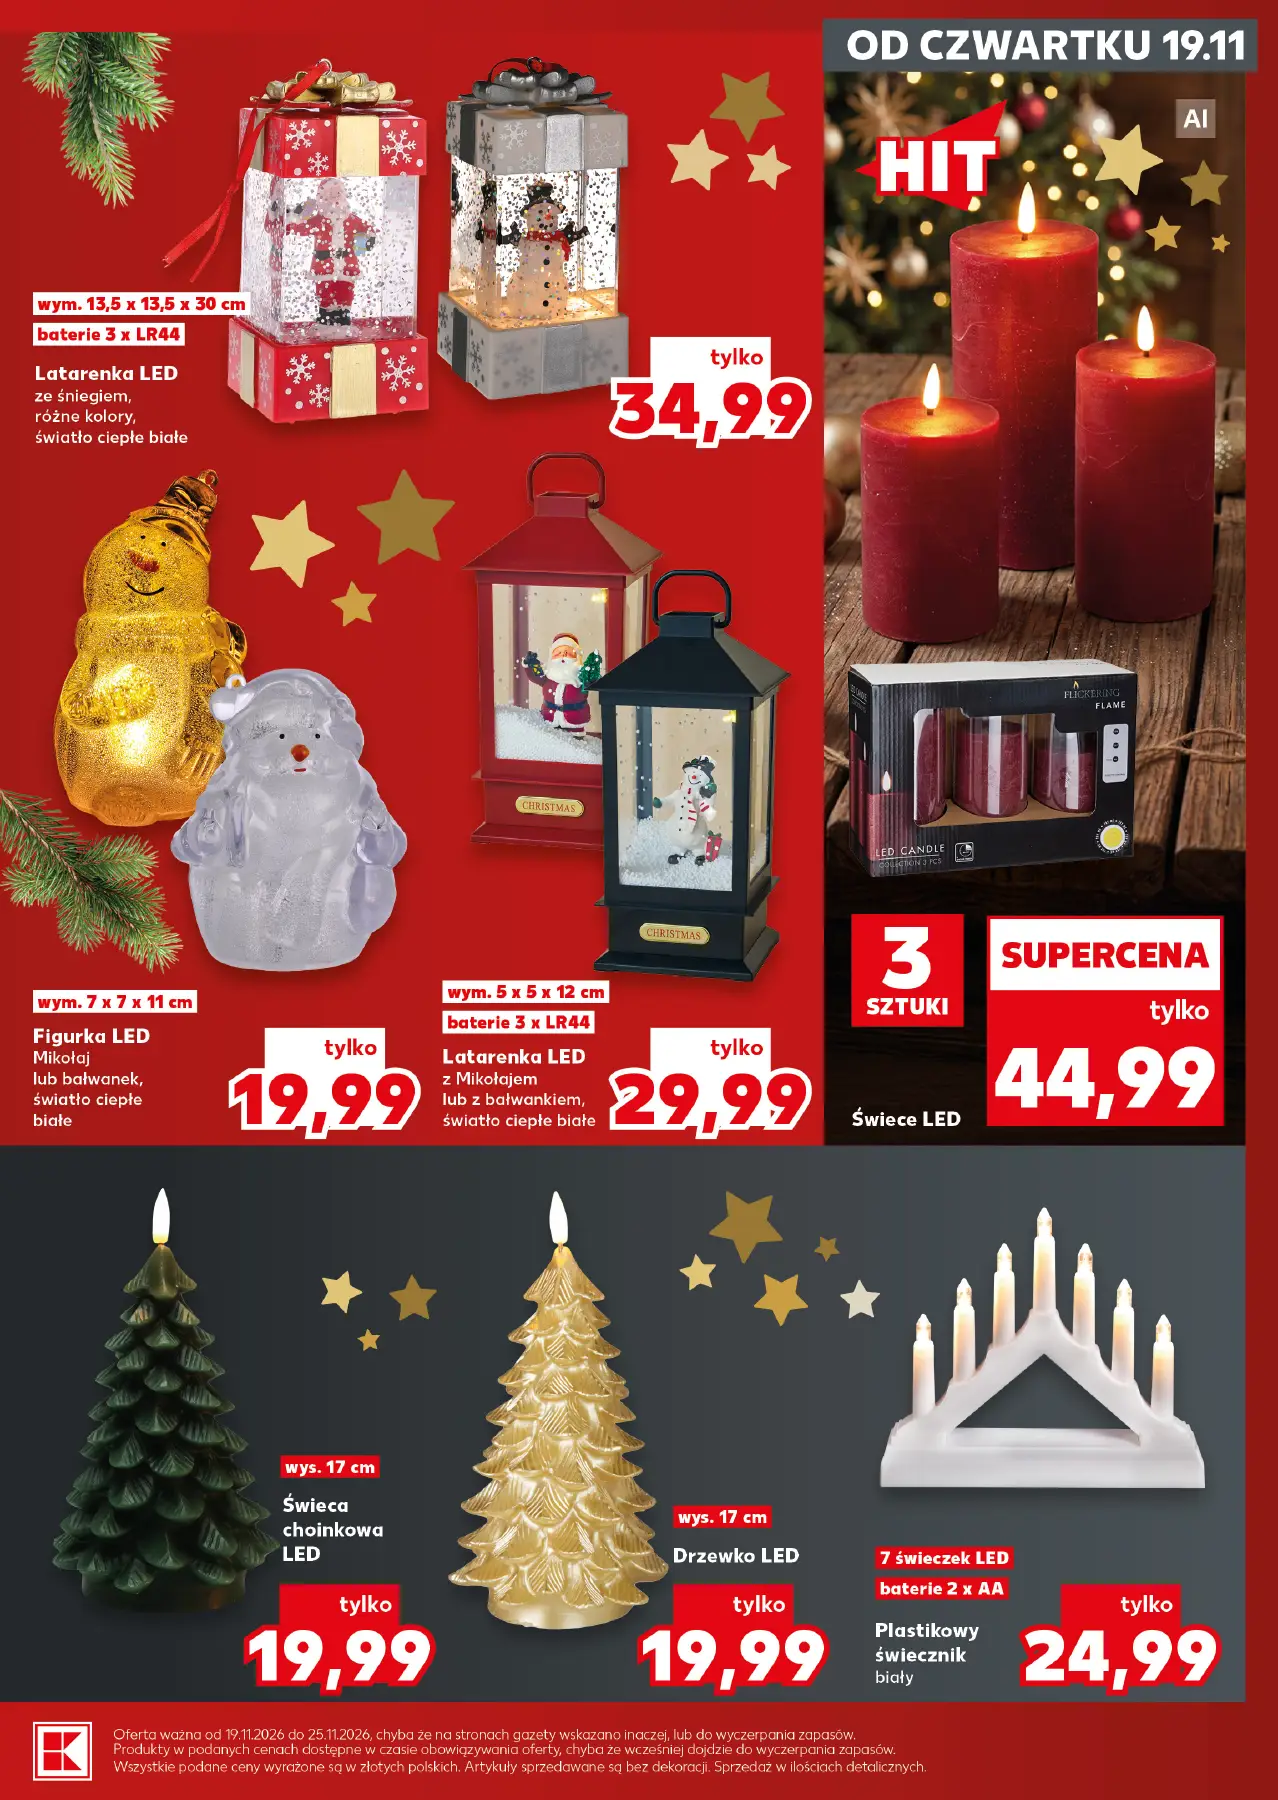 OD CZWARTKU 19.11
HIT
AI
wym. 13,5 x 13,5 x 30 cm
baterie 3 x LR44
Latarenka LED
ze śniegiem,
różne kolory,
światło ciepłe białe
tylko
34,99
CHRISTMAS
CHRISTMAS
FLICKERING
FLAME
LED CANDLE
COLLECTION 3 PCS
wym. 7 x 7 x 11 cm
Figurka LED
Mikołaj
lub bałwanek,
światło ciepłe
białe
tylko
19,99
wym. 5 x 5 x 12 cm
baterie 3 x LR44
Latarenka LED
z Mikołajem
lub z bałwankiem,
światło ciepłe białe
tylko
29,99
3
SZTUKI
Świece LED
SUPERCENA
tylko
44,99
wys. 17 cm
Świeca
choinkowa
LED
tylko
19,99
wys. 17 cm
Drzewko LED
tylko
19,99
7 świeczek LED
baterie 2 x AA
Plastikowy
świecznik
biały
tylko
24,99
Oferta ważna od 19.11.2026 do 25.11.2026, chyba że na stronach gazety wskazano inaczej, lub do wyczerpania zapasów.
Produkty w podanych cenach dostępne w czasie obowiązywania oferty, chyba że wcześniej dojdzie do wyczerpania zapasów.
Wszystkie podane ceny wyrażone są w złotych polskich. Artykuły sprzedawane są bez dekoracji. Sprzedaż w ilościach detalicznych.